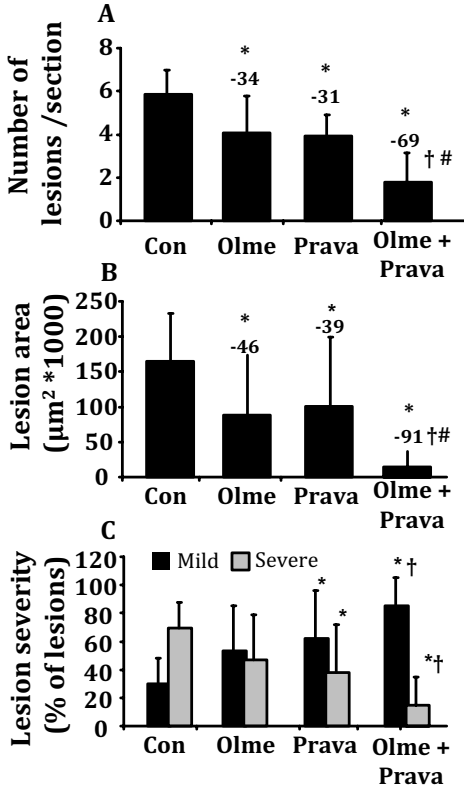 A
Number of
lesions /section
8
6
4
2
0
*
-34
*
-31
*
-69
† #
Con
Olme
Prava
Olme +
Prava
B
Lesion area
(µm² *1000)
250
200
150
100
50
0
*
-46
*
-39
*
-91 †#
Con
Olme
Prava
Olme +
Prava
C
Lesion severity
(% of lesions)
120
100
80
60
40
20
0
Mild
Severe
*
*
* †
*†
Con
Olme
Prava
Olme +
Prava